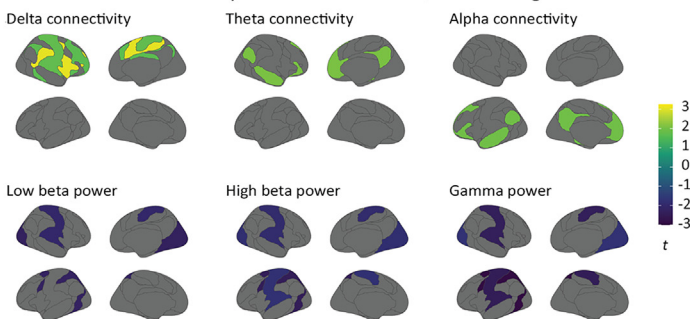 Delta connectivity
Theta connectivity
Alpha connectivity
3
2
1
0
-1
-2
-3
t
Low beta power
High beta power
Gamma power